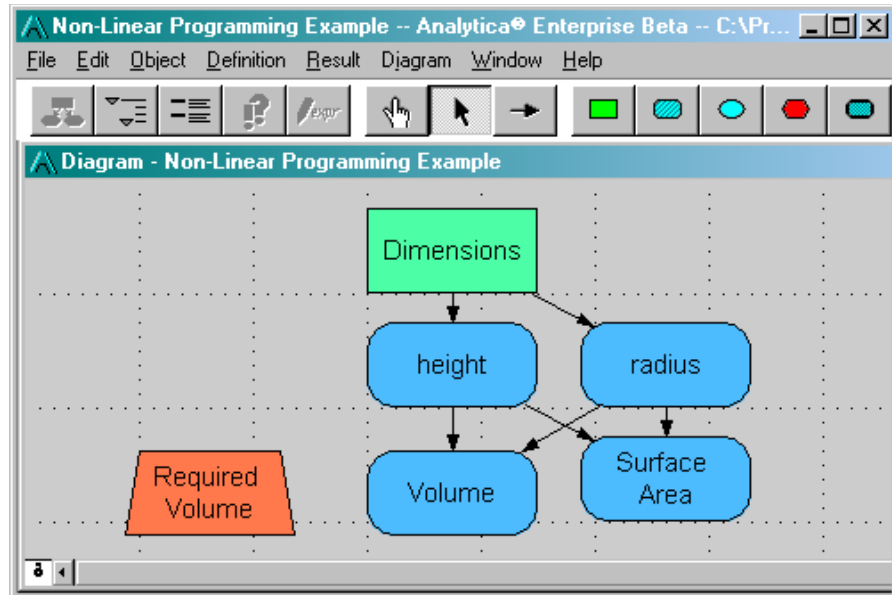 Non-Linear Programming Example -- Analytica® Enterprise Beta -- C:\Pr...
File Edit Object Definition Result Diagram Window Help
expr
Diagram - Non-Linear Programming Example
Dimensions
height radius
Required
Volume
Volume
Surface
Area